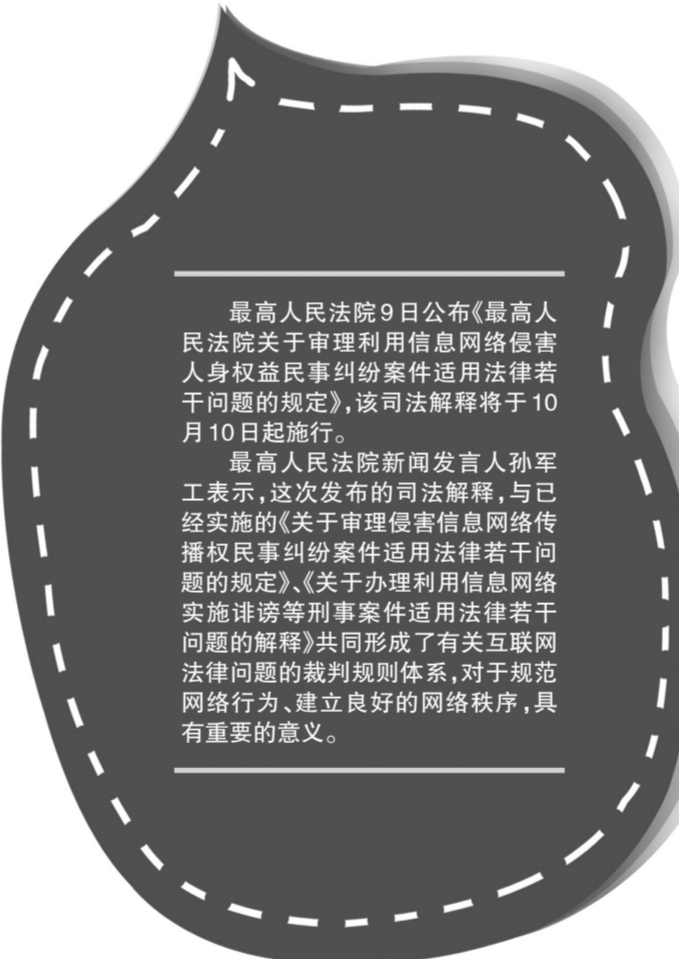 最高人民法院9日公布《最高人
民法院关于审理利用信息网络侵害
人身权益民事纠纷案件适用法律若
干问题的规定》,该司法解释将于10
月10日起施行。
最高人民法院新闻发言人孙军
工表示,这次发布的司法解释,与已
经实施的《关于审理侵害信息网络传
播权民事纠纷案件适用法律若干问
题的规定》、《关于办理利用信息网络
实施诽谤等刑事案件适用法律若干
问题的解释》共同形成了有关互联网
法律问题的裁判规则体系,对于规范
网络行为、建立良好的网络秩序,具
有重要的意义。